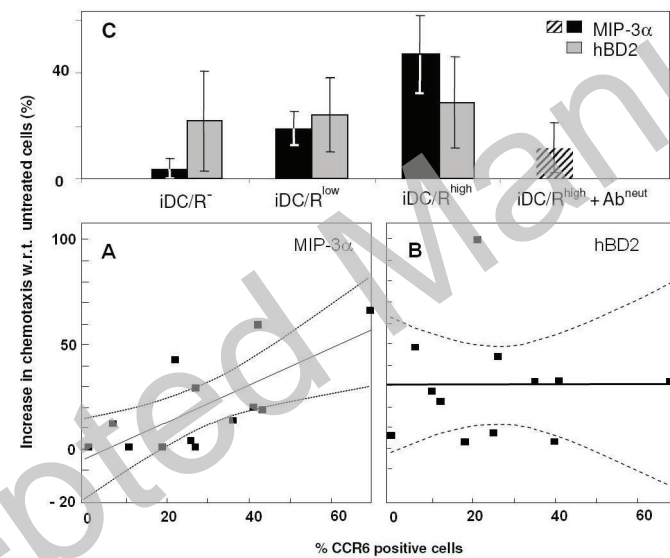 C
MIP-3α
hBD2
40
0
iDC/R⁻
iDC/R^low
iDC/R^high
iDC/R^high + Ab^neut
Increase in chemotaxis w.r.t. untreated cells (%)
A
MIP-3α
B
hBD2
100
50
0
- 20
0 20 40 60
0 20 40 60
% CCR6 positive cells